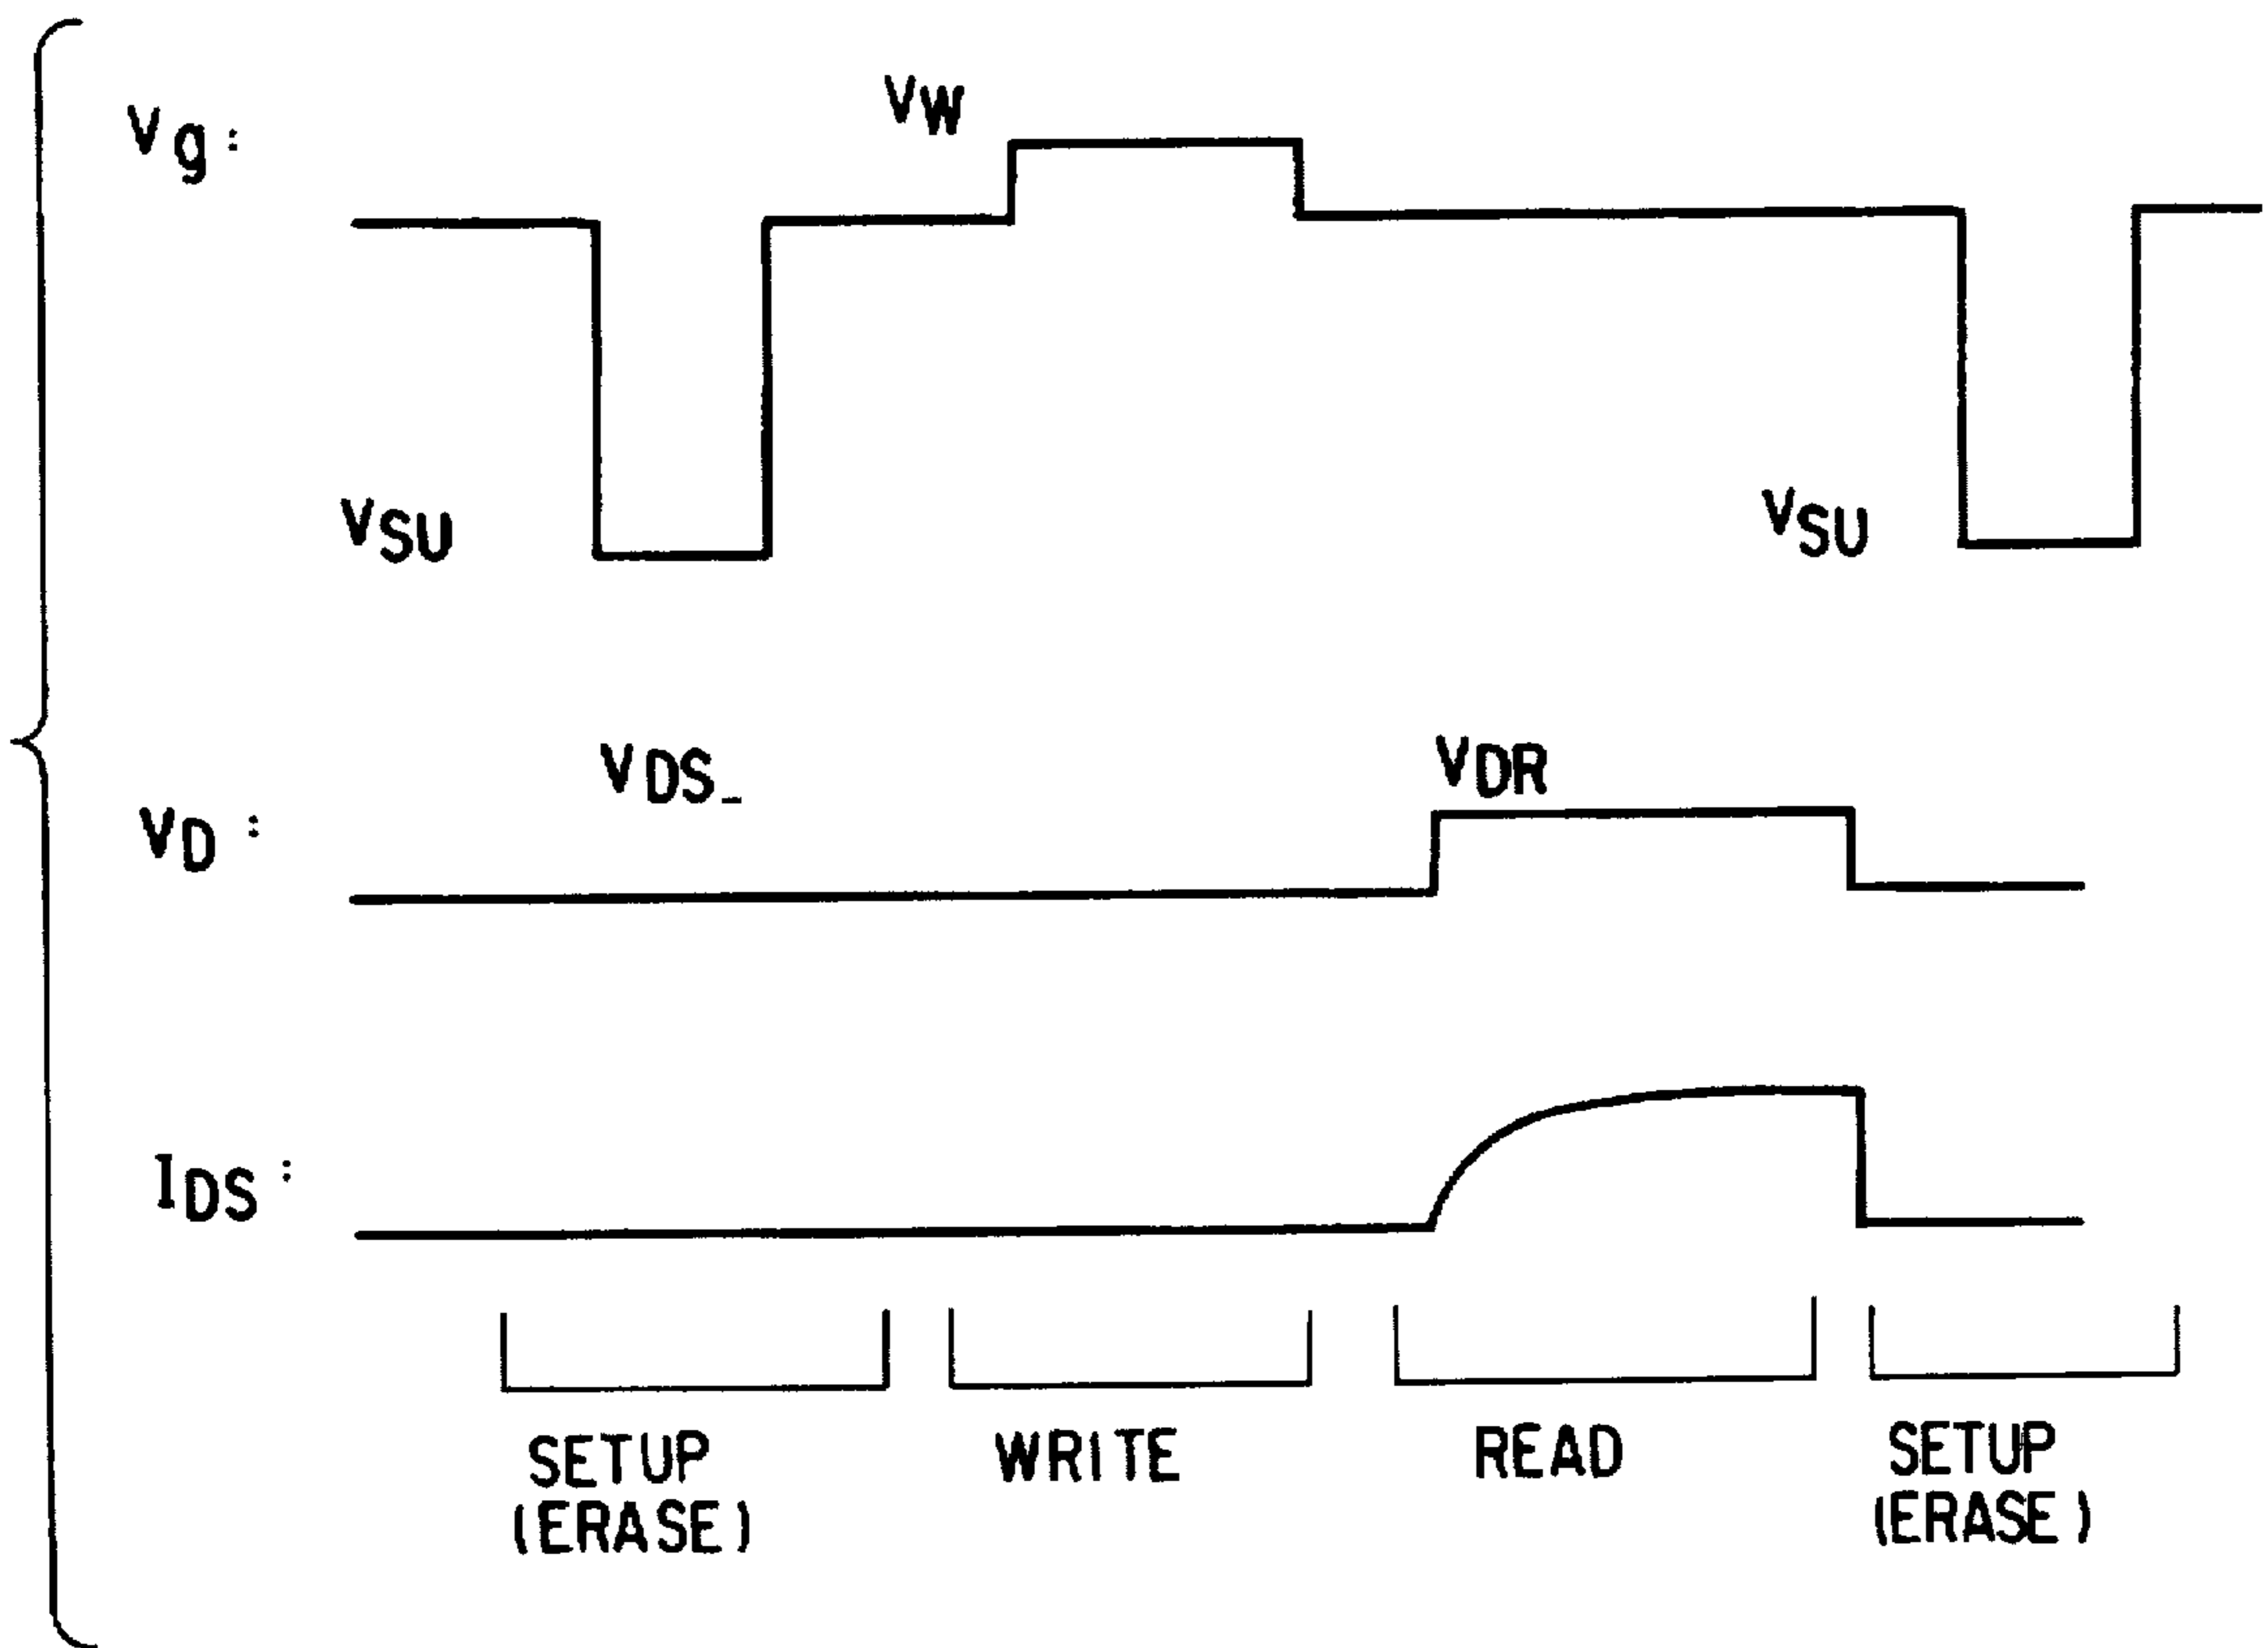 Vg:
VW
VSU
VSU
VD:
VDS_
VDR
IDS:
SETUP
(ERASE)
WRITE
READ
SETUP
(ERASE)